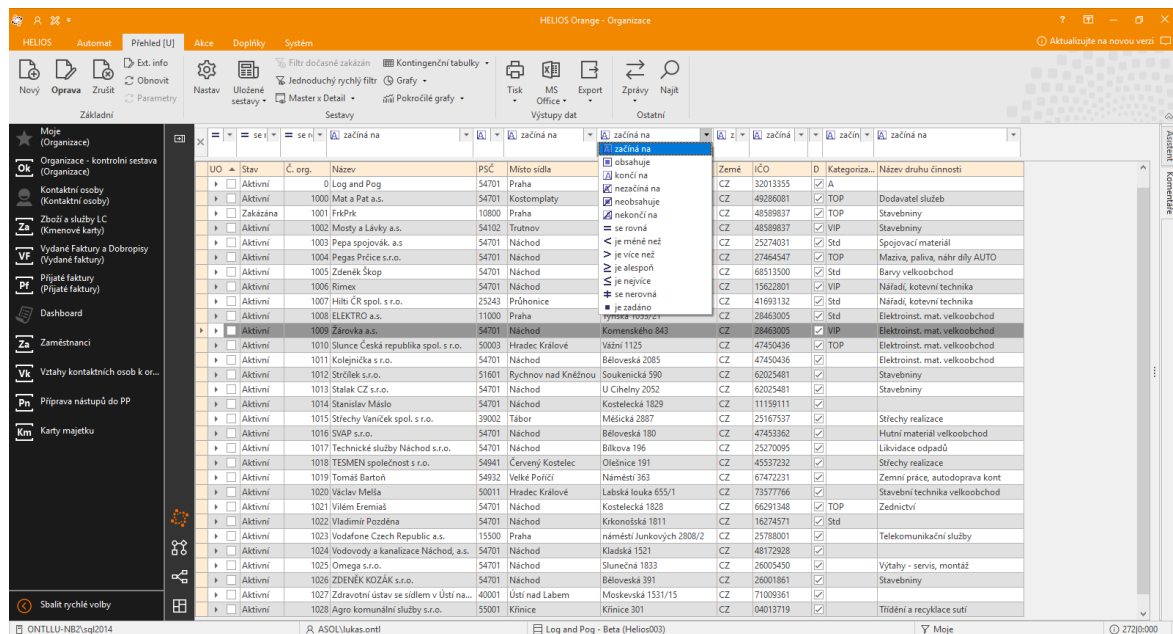 HELIOS Orange - Organizace
HELIOS Automat Přehled [U] Akce Doplňky Systém
Aktualizujte na novou verzi
Nový Oprava Zrušit
Ext. info
Obnovit
Parametry
Základní
Nastav Uložené sestavy
Filtr dočasně zakázán
Jednoduchý rychlý filtr
Master x Detail
Kontingenční tabulky
Grafy
Pokročilé grafy
Sestavy
Tisk MS Office Export
Výstupy dat
Zprávy Najít
Ostatní
Moje
(Organizace)
Ok Organizace - kontrolni sestava
(Organizace)
Kontaktní osoby
(Kontaktní osoby)
Za Zboží a služby LC
(Kmenové karty)
VF Vydané Faktury a Dobropisy
(Vydané faktury)
Pf Přijaté faktury
(Přijaté faktury)
Dashboard
Za Zaměstnanci
Vk Vztahy kontaktních osob k or...
Pn Příprava nástupů do PP
Km Karty majetku
Sbalit rychlé volby
začíná na začíná na začíná na začíná začín začíná na
začíná na
obsahuje
končí na
nezačíná na
neobsahuje
nekončí na
se rovná
je méně než
je více než
je alespoň
je nejvíce
se nerovná
je zadáno
UO Stav Č. org. Název PSČ Místo sídla Země IČO D Kategoriza... Název druhu činnosti
Aktivní 0 Log and Pog 54701 Praha CZ 32013355 A
Aktivní 1000 Mat a Pat a.s. 54701 Kostomplaty CZ 49286081 TOP Dodavatel služeb
Zakázána 1001 FrkPrk 10800 Praha CZ 48589837 TOP Stavebniny
Aktivní 1002 Mosty a Lávky a.s. 54102 Trutnov CZ 48589837 VIP Stavebniny
Aktivní 1003 Pepa spojovák. a.s 54701 Náchod CZ 25274031 Std Spojovací materiál
Aktivní 1004 Pegas Prčice s.r.o. 54701 Náchod CZ 27464547 TOP Maziva, paliva, náhr díly AUTO
Aktivní 1005 Zdeněk Škop 54701 Náchod CZ 68513500 Std Barvy velkoobchod
Aktivní 1006 Rimex 54701 Náchod CZ 15622801 VIP Nářadí, kotevní technika
Aktivní 1007 Hilti ČR spol. s r.o. 25243 Průhonice CZ 41693132 Std Nářadí, kotevní technika
Aktivní 1008 ELEKTRO a.s. 11000 Praha CZ 28463005 Std Elektroinst. mat. velkoobchod
Aktivní 1009 Žárovka a.s. 54701 Náchod Komenského 843 CZ 28463005 VIP Elektroinst. mat. velkoobchod
Aktivní 1010 Slunce Česká republika spol. s r.o. 50003 Hradec Králové Vážní 1125 CZ 47450436 TOP Elektroinst. mat. velkoobchod
Aktivní 1011 Kolejnička s r.o. 54701 Náchod Běloveská 2085 CZ 47450436 Elektroinst. mat. velkoobchod
Aktivní 1012 Strčílek s.r.o. 51601 Rychnov nad Kněžnou Soukenická 590 CZ 62025481 Stavebniny
Aktivní 1013 Stalak CZ s.r.o. 54701 Náchod U Cihelny 2052 CZ 62025481 Stavebniny
Aktivní 1014 Stanislav Máslo 54701 Náchod Kostelecká 1829 CZ 11159111
Aktivní 1015 Střechy Vaníček spol. s r.o. 39002 Tábor Měšická 2887 CZ 25167537 Střechy realizace
Aktivní 1016 SVAP s.r.o. 54701 Náchod Běloveská 180 CZ 47453362 Hutní materiál velkoobchod
Aktivní 1017 Technické služby Náchod s.r.o. 54701 Náchod Bílkova 196 CZ 25270095 Likvidace odpadů
Aktivní 1018 TESMEN společnost s r.o. 54941 Červený Kostelec Olešnice 191 CZ 45537232 Střechy realizace
Aktivní 1019 Tomáš Bartoň 54932 Velké Poříčí Náměstí 363 CZ 67472231 Zemní práce, autodoprava kont
Aktivní 1020 Václav Melša 50011 Hradec Králové Labská louka 655/1 CZ 73577766 Stavební technika velkoobchod
Aktivní 1021 Vilém Eremiaš 54701 Náchod Kostelecká 1828 CZ 66291348 TOP Zednictví
Aktivní 1022 Vladimír Pozděna 54701 Náchod Krkonošská 1811 CZ 16274571 Std
Aktivní 1023 Vodafone Czech Republic a.s. 15500 Praha náměstí Junkových 2808/2 CZ 25788001 Telekomunikační služby
Aktivní 1024 Vodovody a kanalizace Náchod, a.s. 54701 Náchod Kladská 1521 CZ 48172928
Aktivní 1025 Omega s.r.o. 54701 Náchod Slunečná 1833 CZ 26005450 Výtahy - servis, montáž
Aktivní 1026 ZDENĚK KOZÁK s.r.o. 54701 Náchod Běloveská 391 CZ 26001861 Stavebniny
Aktivní 1027 Zdravotní ústav se sídlem v Ústí na... 40001 Ústí nad Labem Moskevská 1531/15 CZ 71009361
Aktivní 1028 Agro komunální služby s.r.o. 55001 Křinice Křinice 301 CZ 04013719 Třídění a recyklace sutí
Asistent
Komentáře
ONTLLU-NB2\sql2014 ASOL\lukas.ontl Log and Pog - Beta (Helios003) Moje 272|0:000